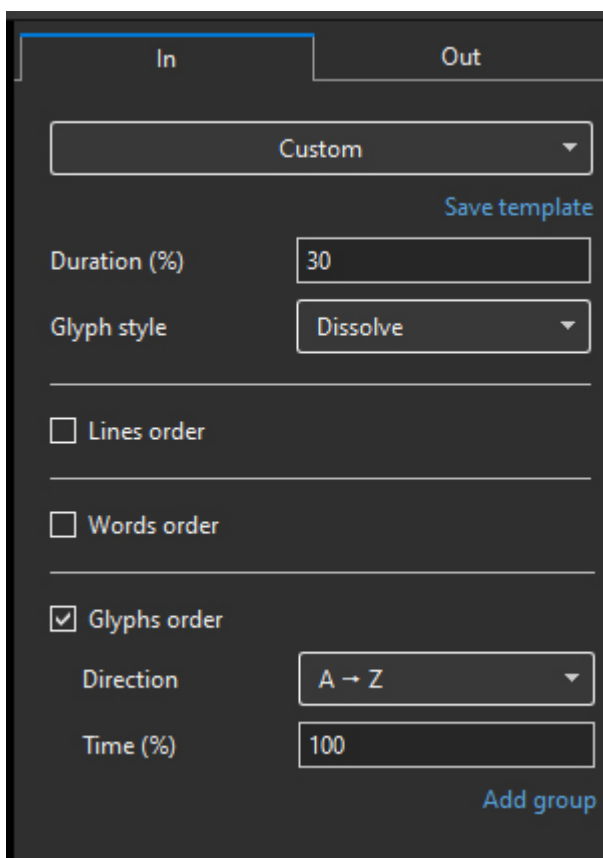 In Out
Custom
Save template
Duration (%) 30
Glyph style Dissolve
Lines order
Words order
Glyphs order
Direction A → Z
Time (%) 100
Add group